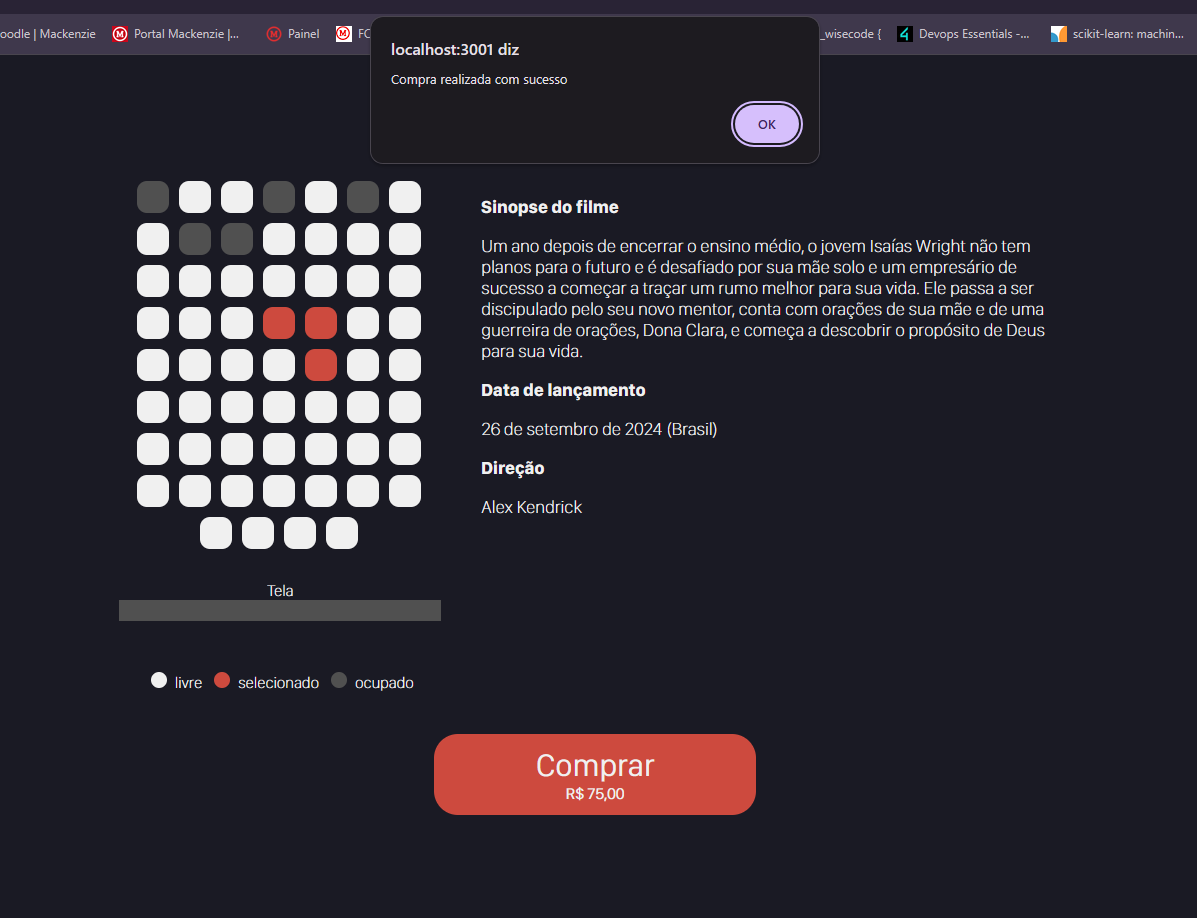 oodle | Mackenzie
Portal Mackenzie |...
Painel
FC
_wisecode {
Devops Essentials -...
scikit-learn: machin...
localhost:3001 diz
Compra realizada com sucesso
OK
Sinopse do filme
Um ano depois de encerrar o ensino médio, o jovem Isaías Wright não tem
planos para o futuro e é desafiado por sua mãe solo e um empresário de
sucesso a começar a traçar um rumo melhor para sua vida. Ele passa a ser
discipulado pelo seu novo mentor, conta com orações de sua mãe e de uma
guerreira de orações, Dona Clara, e começa a descobrir o propósito de Deus
para sua vida.
Data de lançamento
26 de setembro de 2024 (Brasil)
Direção
Alex Kendrick
Tela
livre
selecionado
ocupado
Comprar
R$ 75,00